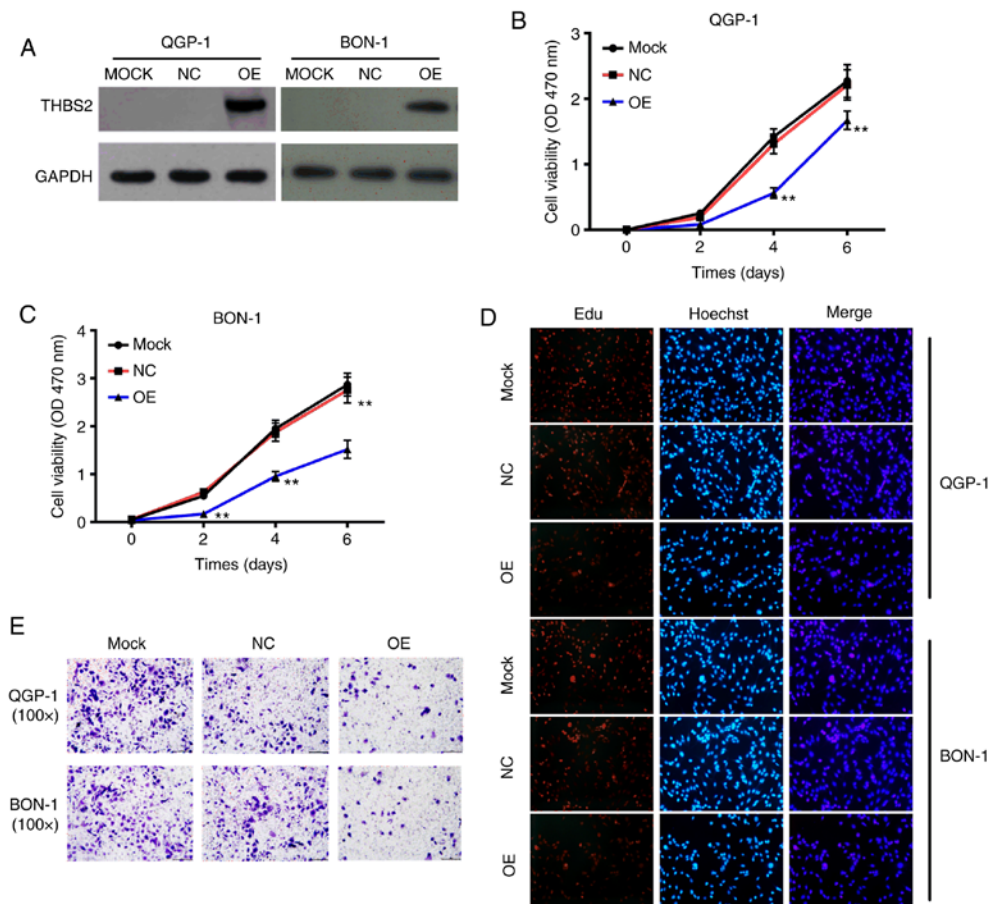 A
QGP-1 BON-1
MOCK NC OE MOCK NC OE
THBS2
GAPDH
B
QGP-1
Mock
NC
OE
Cell viability (OD 470 nm)
3
2
1
0
**
**
0 2 4 6
Times (days)
C
BON-1
Mock
NC
OE
Cell viability (OD 470 nm)
4
3
2
1
0
**
**
**
0 2 4 6
Times (days)
D
Edu Hoechst Merge
Mock
NC
OE
QGP-1
Mock
NC
OE
BON-1
E
Mock NC OE
QGP-1
(100×)
BON-1
(100×)